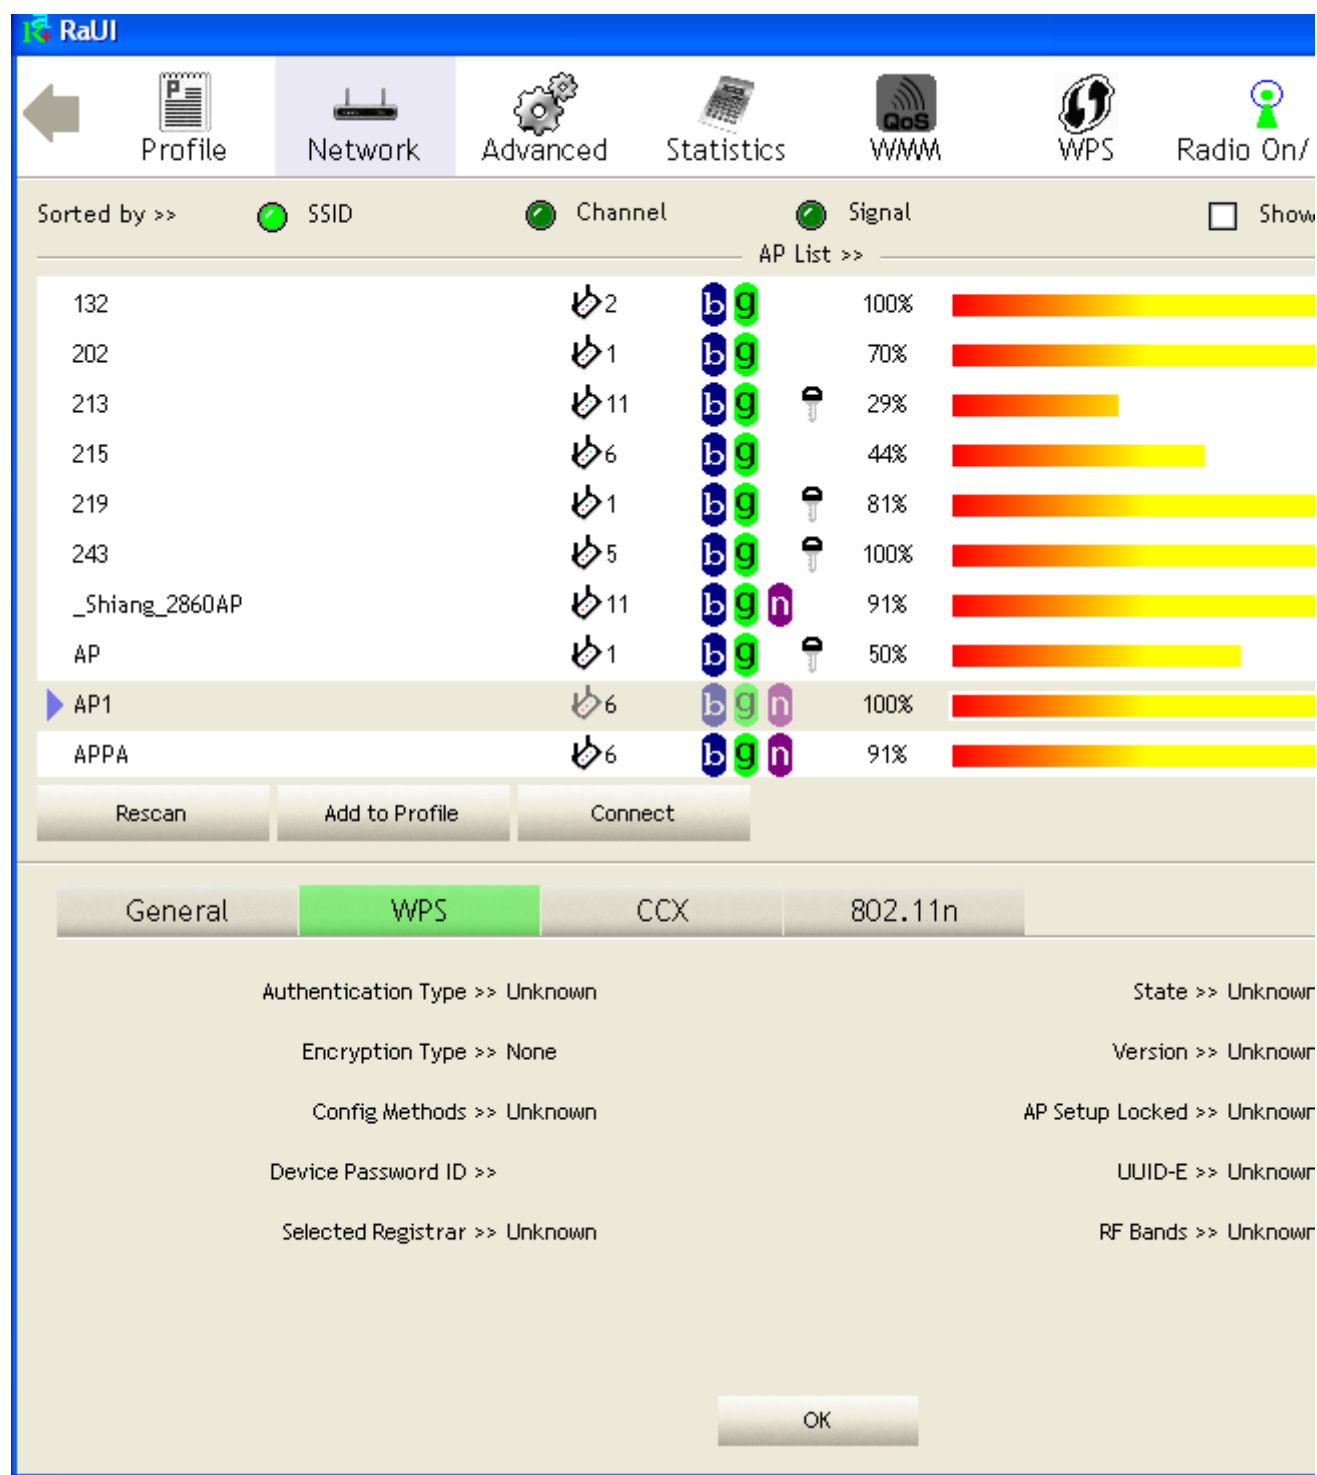 RaUI
Profile Network Advanced Statistics QoS WMM WPS Radio On/
Sorted by >> SSID Channel Signal Show
AP List >>
132 2 b g 100%
202 1 b g 70%
213 11 b g 29%
215 6 b g 44%
219 1 b g 81%
243 5 b g 100%
_Shiang_2860AP 11 b g n 91%
AP 1 b g 50%
AP1 6 b g n 100%
APPA 6 b g n 91%
Rescan Add to Profile Connect
General WPS CCX 802.11n
Authentication Type >> Unknown State >> Unknown
Encryption Type >> None Version >> Unknown
Config Methods >> Unknown AP Setup Locked >> Unknown
Device Password ID >> UUID-E >> Unknown
Selected Registrar >> Unknown RF Bands >> Unknown
OK